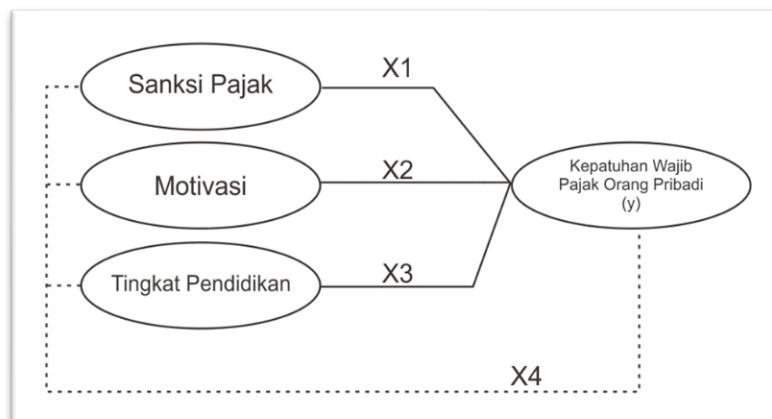 Sanksi Pajak
X1
Motivasi
X2
Kepatuhan Wajib
Pajak Orang Pribadi
(y)
Tingkat Pendidikan
X3
X4